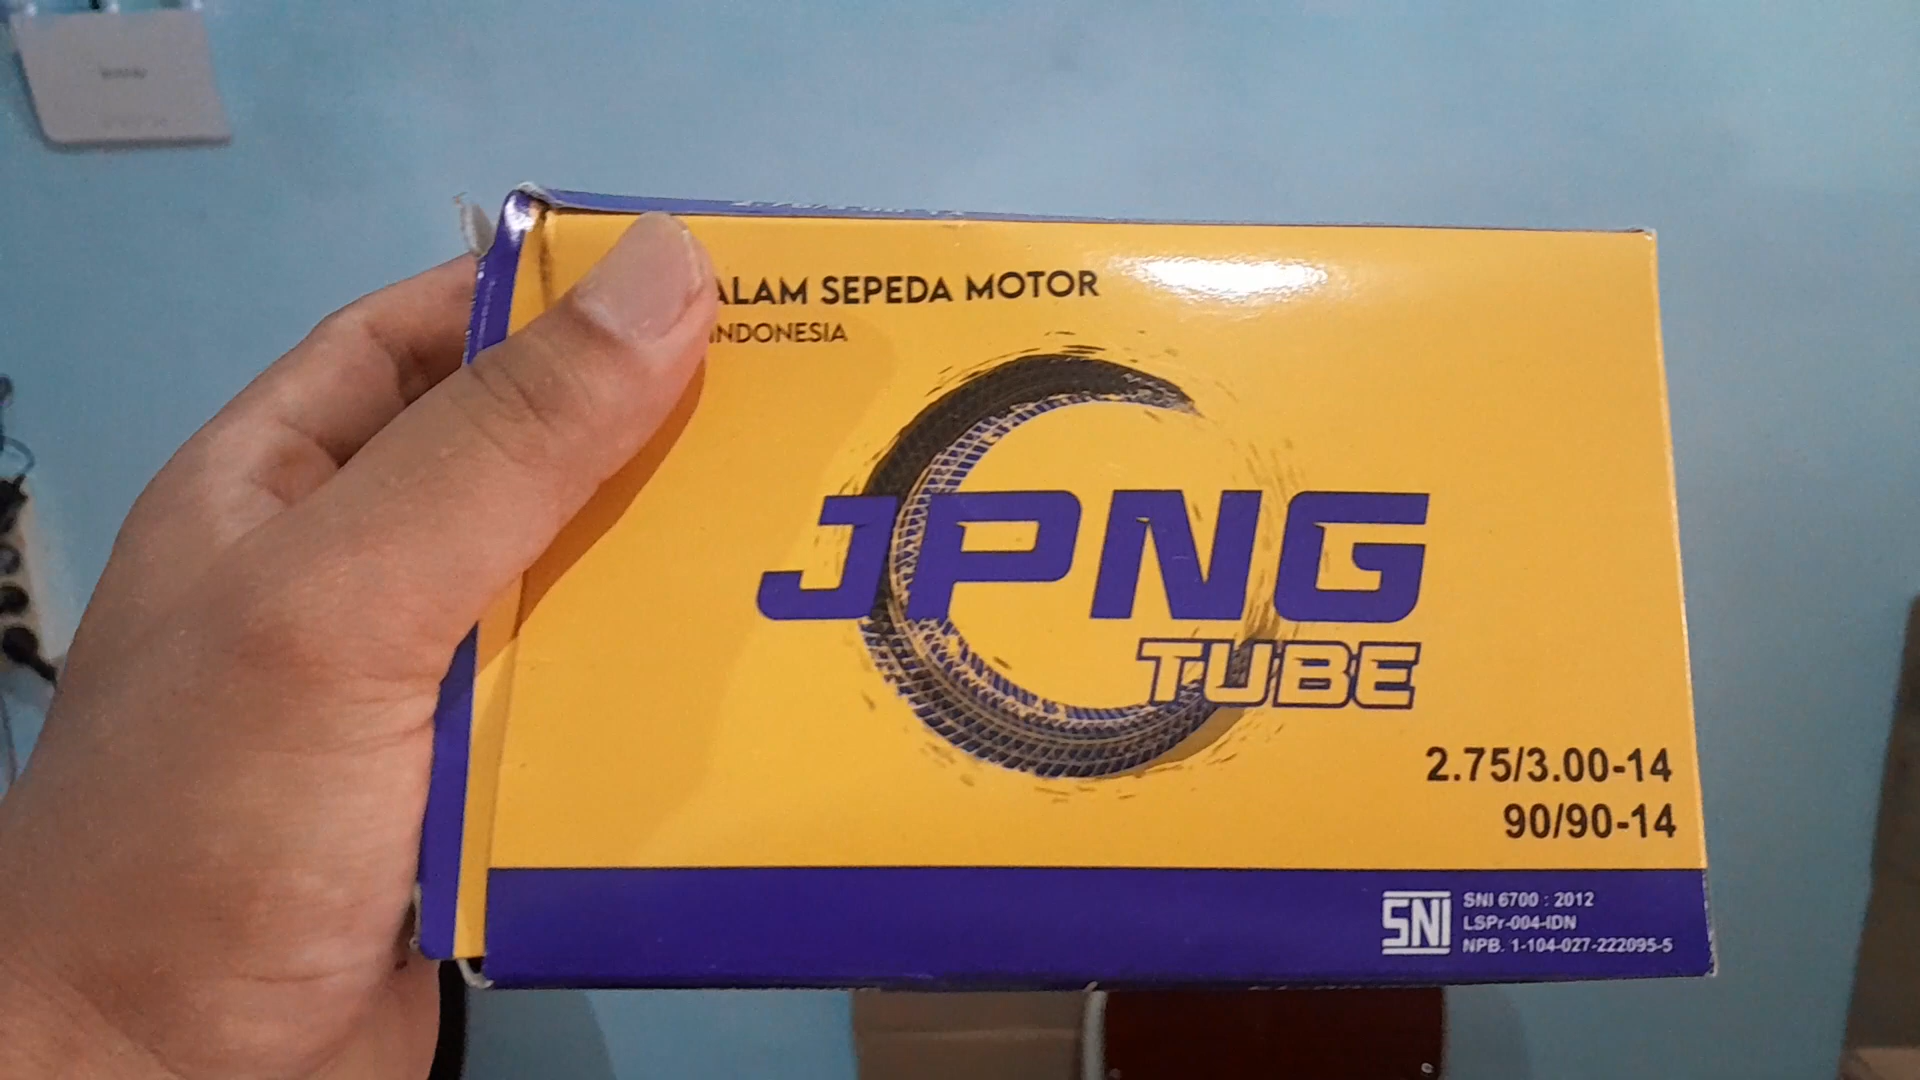 ALAM SEPEDA MOTOR
INDONESIA
JPNG
TUBE
2.75/3.00-14
90/90-14
SNI
SNI 6700 : 2012
LSPr-004-IDN
NPB. 1-104-027-222095-5